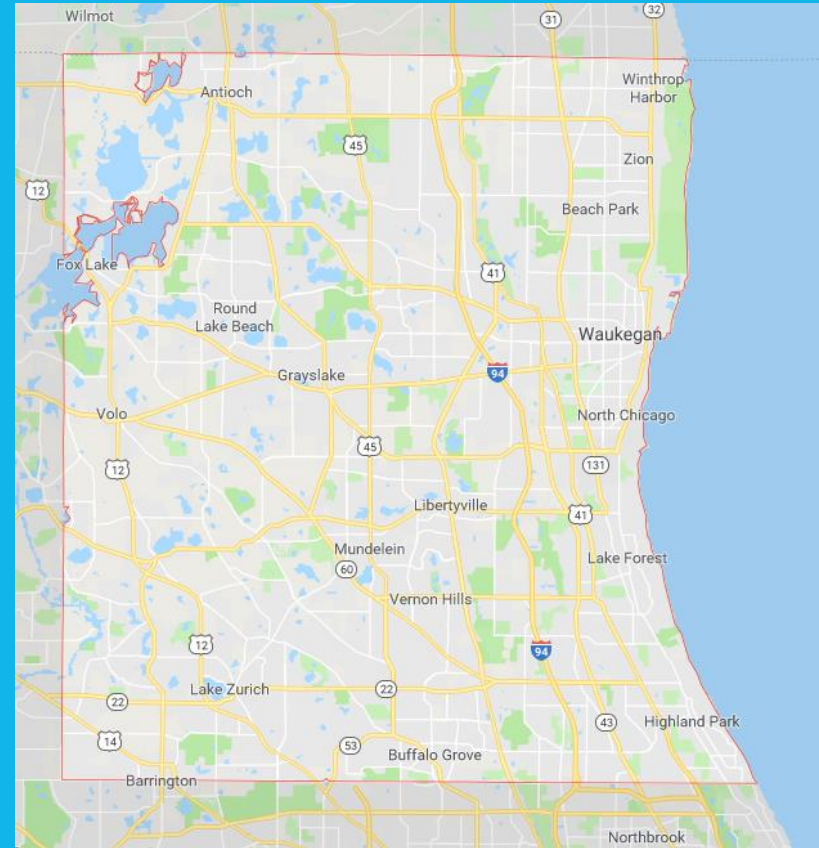 Wilmot
31
32
Antioch
Winthrop
Harbor
45
Zion
12
Beach Park
Fox Lake
41
Round
Lake Beach
Waukegan
94
Grayslake
Volo
North Chicago
45
12
131
Libertyville
41
Mundelein
Lake Forest
60
Vernon Hills
12
94
Lake Zurich
22
22
43
Highland Park
14
53
Buffalo Grove
Barrington
Northbrook